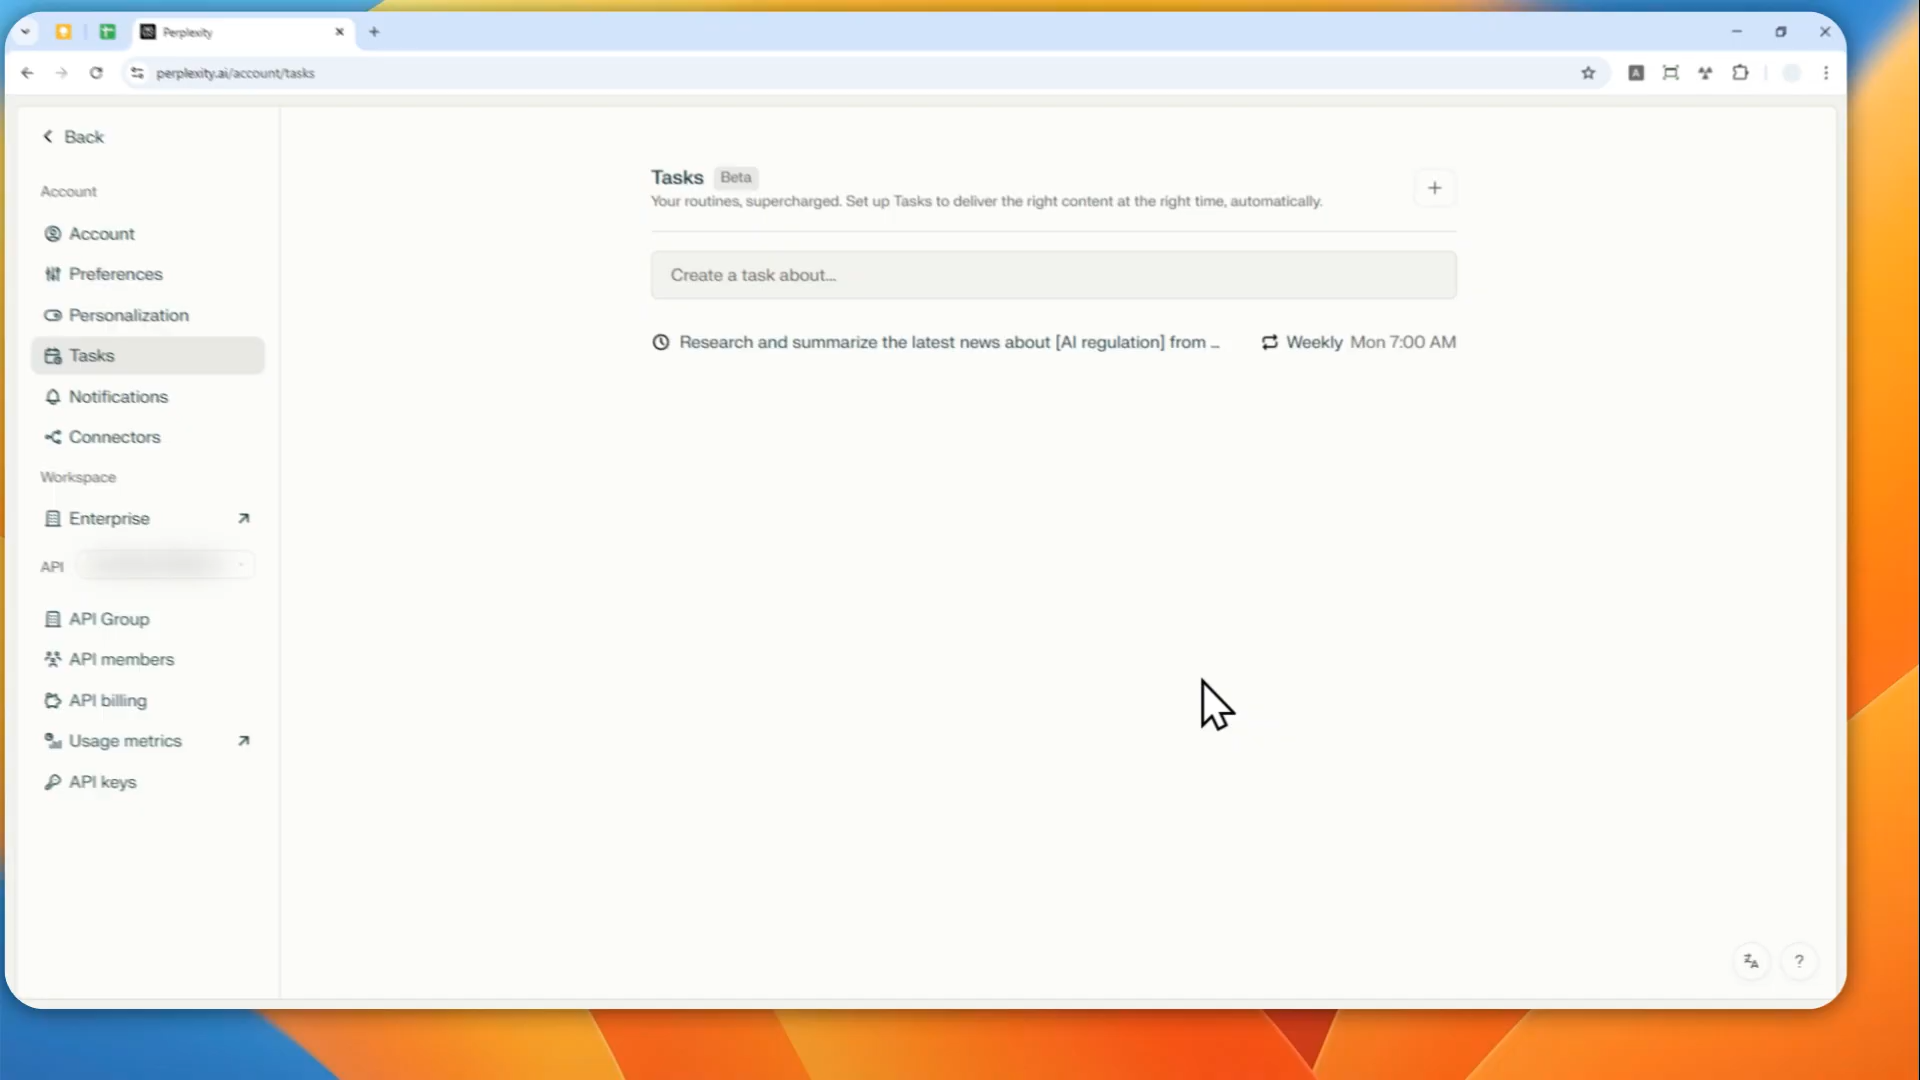 Perplexity
perplexity.ai/account/tasks
Back
Account
Account
Preferences
Personalization
Tasks
Notifications
Connectors
Workspace
Enterprise
API
API Group
API members
API billing
Usage metrics
API keys
Tasks Beta
Your routines, supercharged. Set up Tasks to deliver the right content at the right time, automatically.
Create a task about...
Research and summarize the latest news about [AI regulation] from ... Weekly Mon 7:00 AM